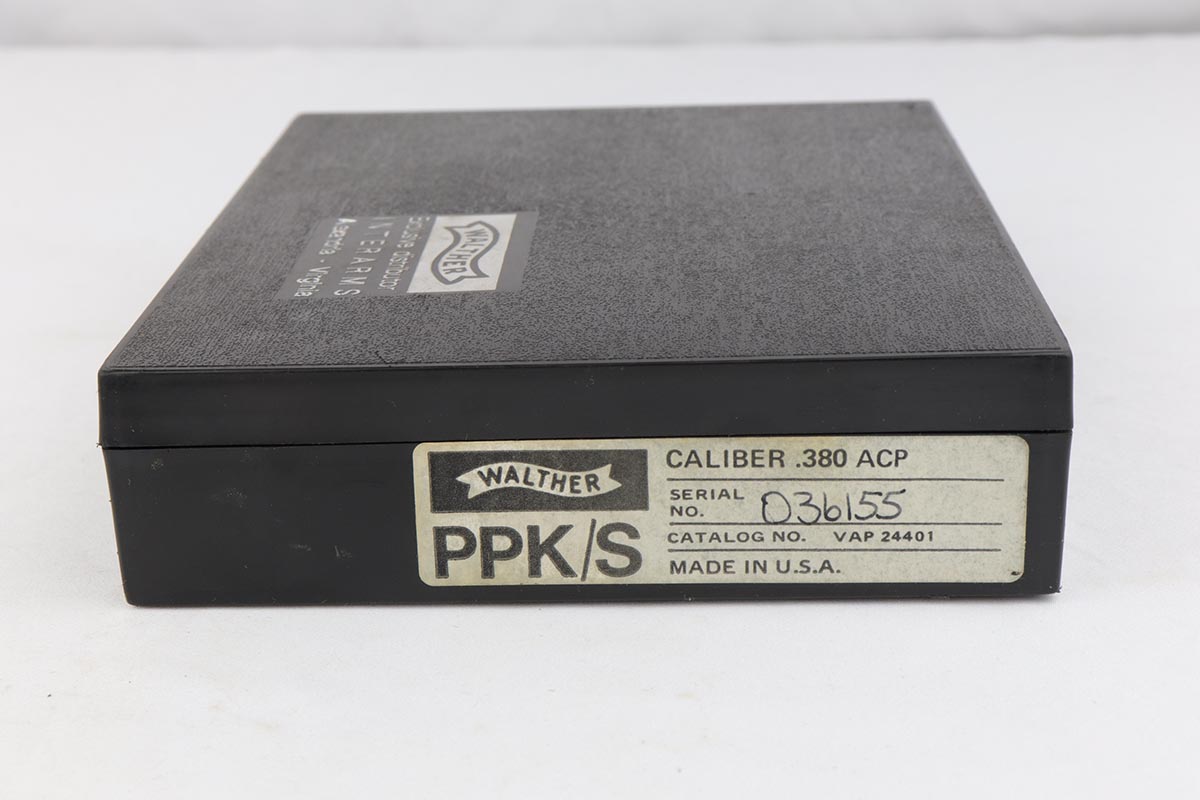 WALTHER
Exclusive distributor
INTERARMS
Alexandria - Virginia
WALTHER
PPK/S
CALIBER .380 ACP
SERIAL NO. 036155
CATALOG NO. VAP 24401
MADE IN U.S.A.